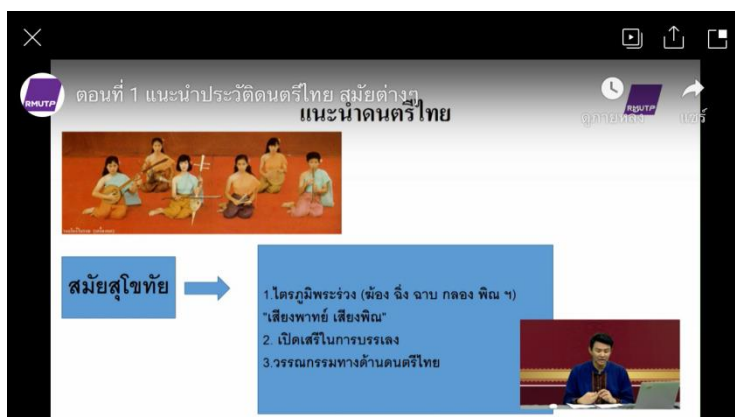 RMUTP
ตอนที่ 1 แนะนำประวัติดนตรีไทย สมัยต่างๆ
RMUTP
ดูภายหลัง
แชร์
แนะนำดนตรีไทย
สมัยสุโขทัย
1.ไตรภูมิพระร่วง (ฆ้อง ฉิ่ง ฉาบ กลอง พิณ ฯ)
"เสียงพาทย์ เสียงพิณ"
2. เปิดเสรีในการบรรเลง
3.วรรณกรรมทางด้านดนตรีไทย